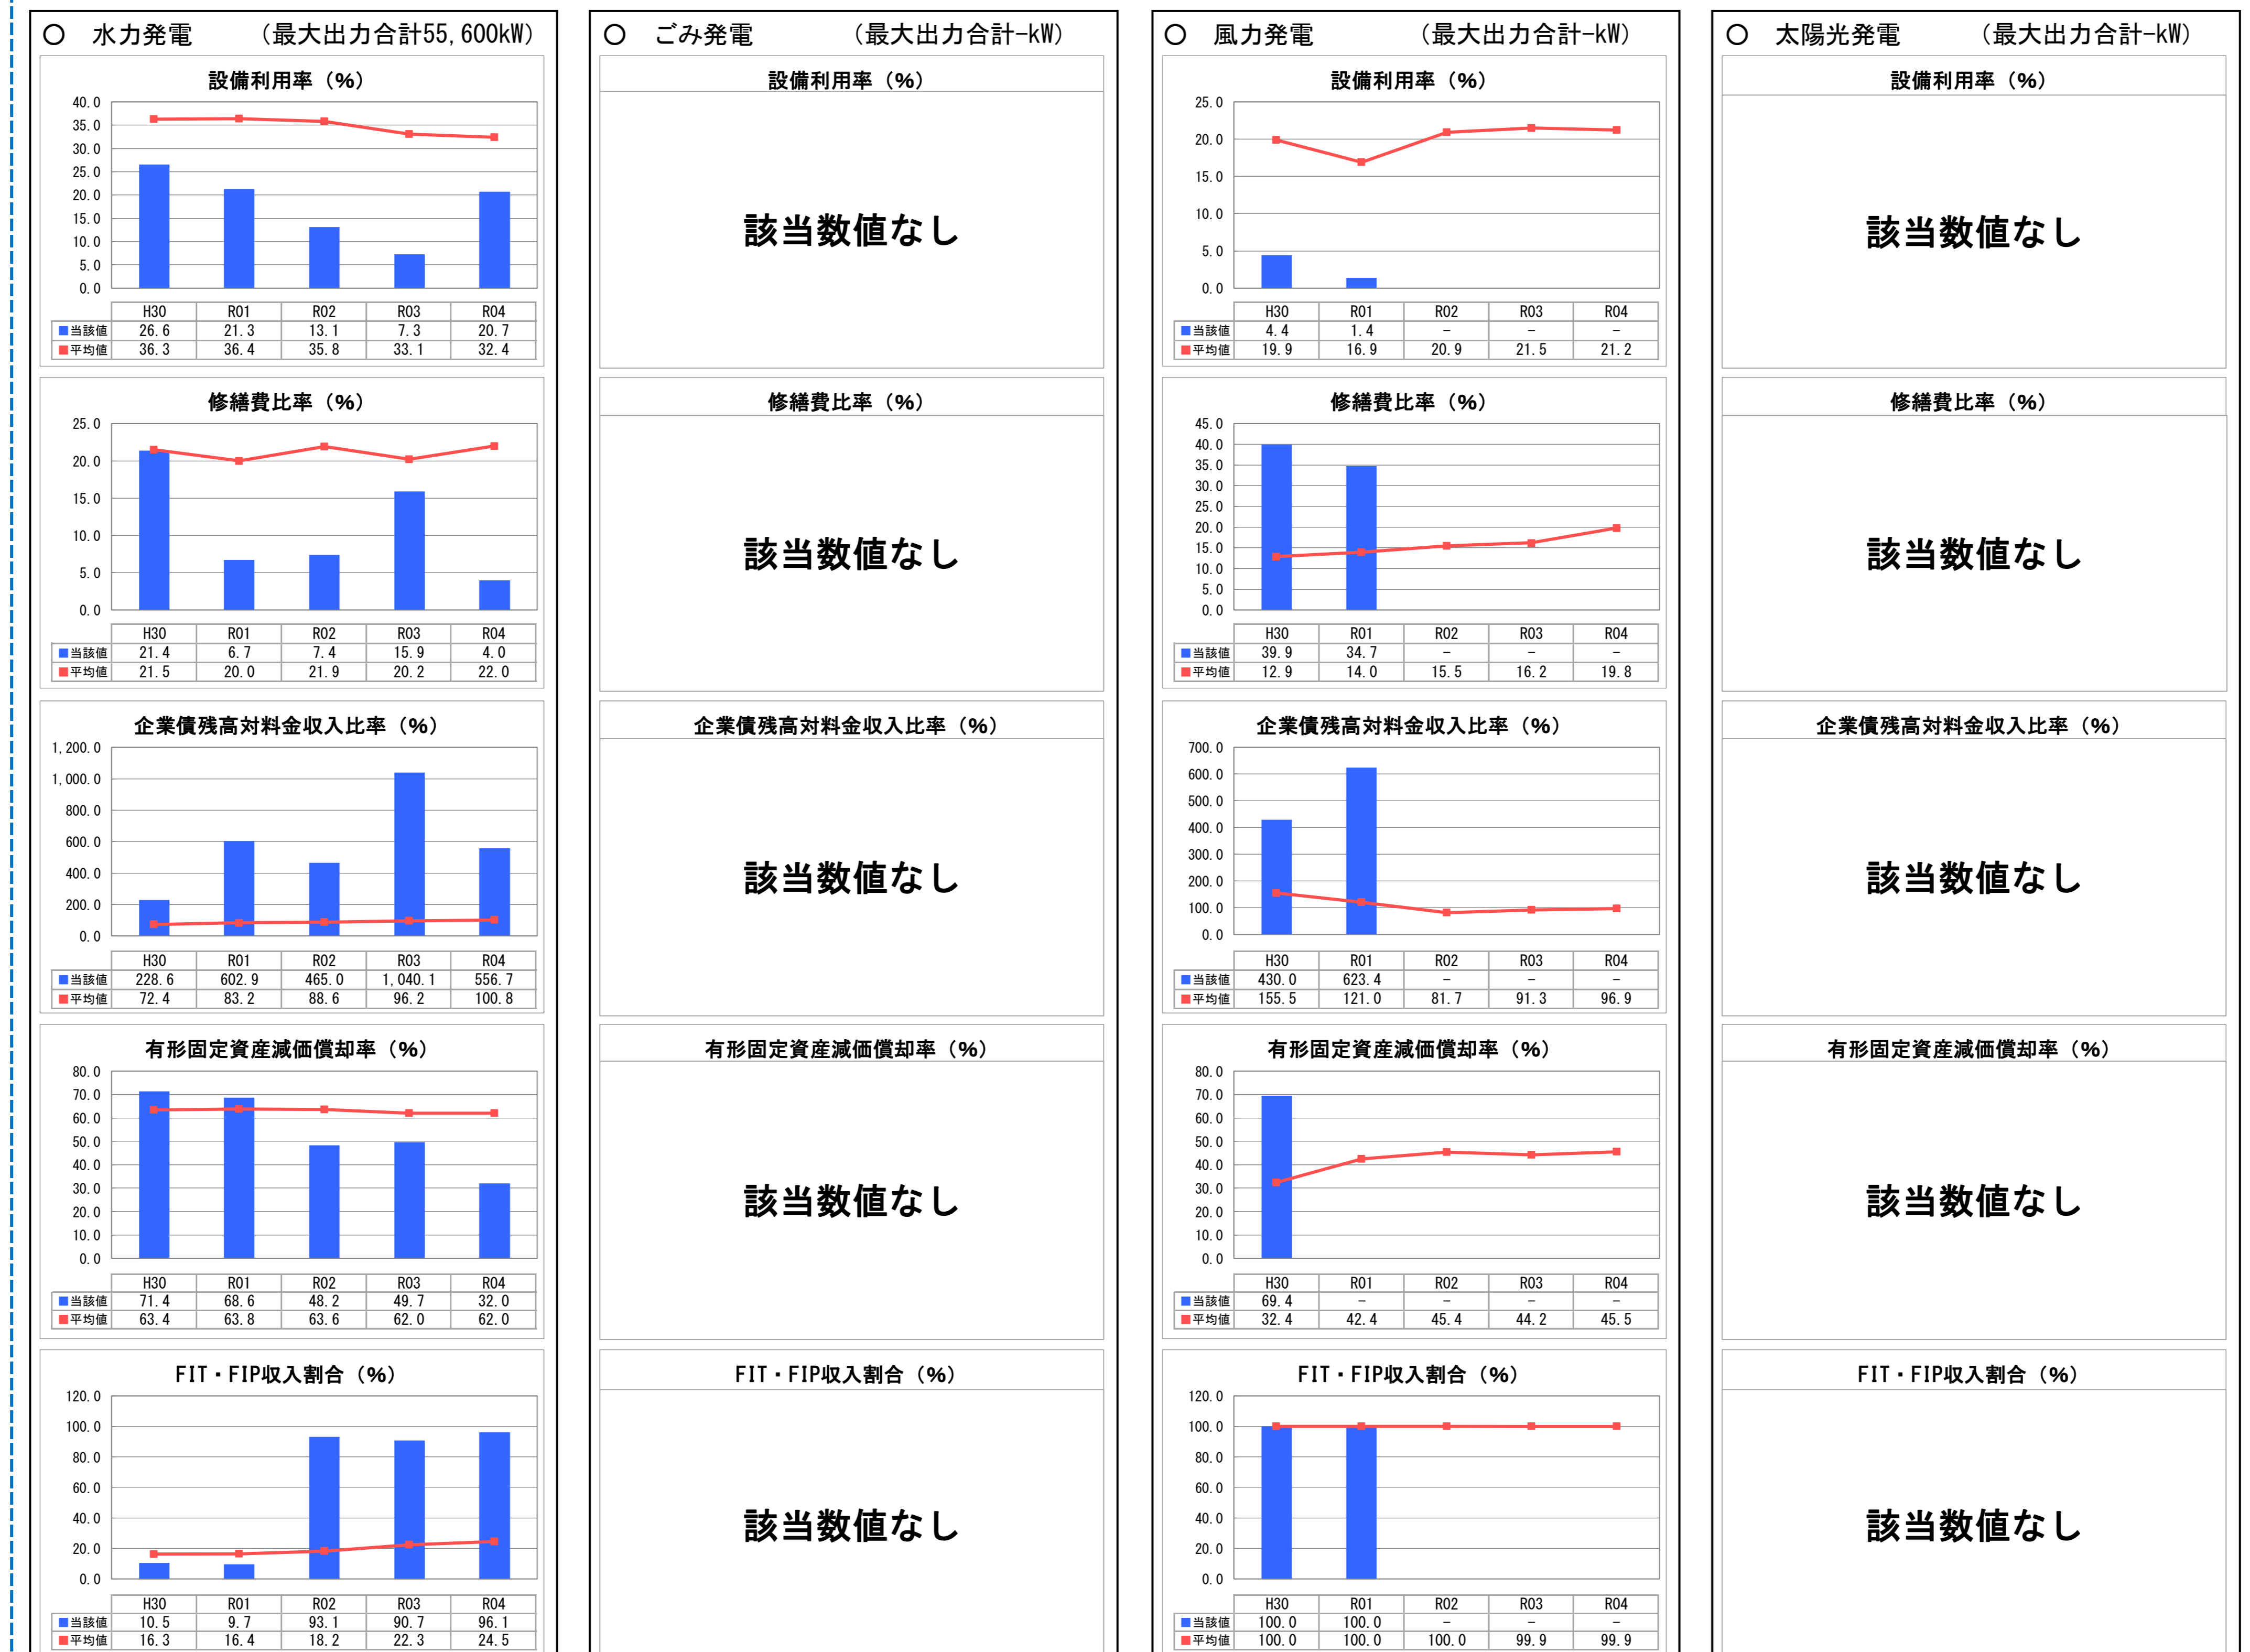 ○ 水力発電 (最大出力合計55,600kW)
設備利用率（%）
40.0
35.0
30.0
25.0
20.0
15.0
10.0
5.0
0.0
H30 R01 R02 R03 R04
当該値 26.6 21.3 13.1 7.3 20.7
平均値 36.3 36.4 35.8 33.1 32.4
修繕費比率（%）
25.0
20.0
15.0
10.0
5.0
0.0
H30 R01 R02 R03 R04
当該値 21.4 6.7 7.4 15.9 4.0
平均値 21.5 20.0 21.9 20.2 22.0
企業債残高対料金収入比率（%）
1,200.0
1,000.0
800.0
600.0
400.0
200.0
0.0
H30 R01 R02 R03 R04
当該値 228.6 602.9 465.0 1,040.1 556.7
平均値 72.4 83.2 88.6 96.2 100.8
有形固定資産減価償却率（%）
80.0
70.0
60.0
50.0
40.0
30.0
20.0
10.0
0.0
H30 R01 R02 R03 R04
当該値 71.4 68.6 48.2 49.7 32.0
平均値 63.4 63.8 63.6 62.0 62.0
FIT・FIP収入割合（%）
120.0
100.0
80.0
60.0
40.0
20.0
0.0
H30 R01 R02 R03 R04
当該値 10.5 9.7 93.1 90.7 96.1
平均値 16.3 16.4 18.2 22.3 24.5
○ ごみ発電 (最大出力合計-kW)
設備利用率（%）
該当数値なし
修繕費比率（%）
該当数値なし
企業債残高対料金収入比率（%）
該当数値なし
有形固定資産減価償却率（%）
該当数値なし
FIT・FIP収入割合（%）
該当数値なし
○ 風力発電 (最大出力合計-kW)
設備利用率（%）
25.0
20.0
15.0
10.0
5.0
0.0
H30 R01 R02 R03 R04
当該値 4.4 1.4 - - -
平均値 19.9 16.9 20.9 21.5 21.2
修繕費比率（%）
45.0
40.0
35.0
30.0
25.0
20.0
15.0
10.0
5.0
0.0
H30 R01 R02 R03 R04
当該値 39.9 34.7 - - -
平均値 12.9 14.0 15.5 16.2 19.8
企業債残高対料金収入比率（%）
700.0
600.0
500.0
400.0
300.0
200.0
100.0
0.0
H30 R01 R02 R03 R04
当該値 430.0 623.4 - - -
平均値 155.5 121.0 81.7 91.3 96.9
有形固定資産減価償却率（%）
80.0
70.0
60.0
50.0
40.0
30.0
20.0
10.0
0.0
H30 R01 R02 R03 R04
当該値 69.4 - - - -
平均値 32.4 42.4 45.4 44.2 45.5
FIT・FIP収入割合（%）
120.0
100.0
80.0
60.0
40.0
20.0
0.0
H30 R01 R02 R03 R04
当該値 100.0 100.0 - - -
平均値 100.0 100.0 100.0 99.9 99.9
○ 太陽光発電 (最大出力合計-kW)
設備利用率（%）
該当数値なし
修繕費比率（%）
該当数値なし
企業債残高対料金収入比率（%）
該当数値なし
有形固定資産減価償却率（%）
該当数値なし
FIT・FIP収入割合（%）
該当数値なし